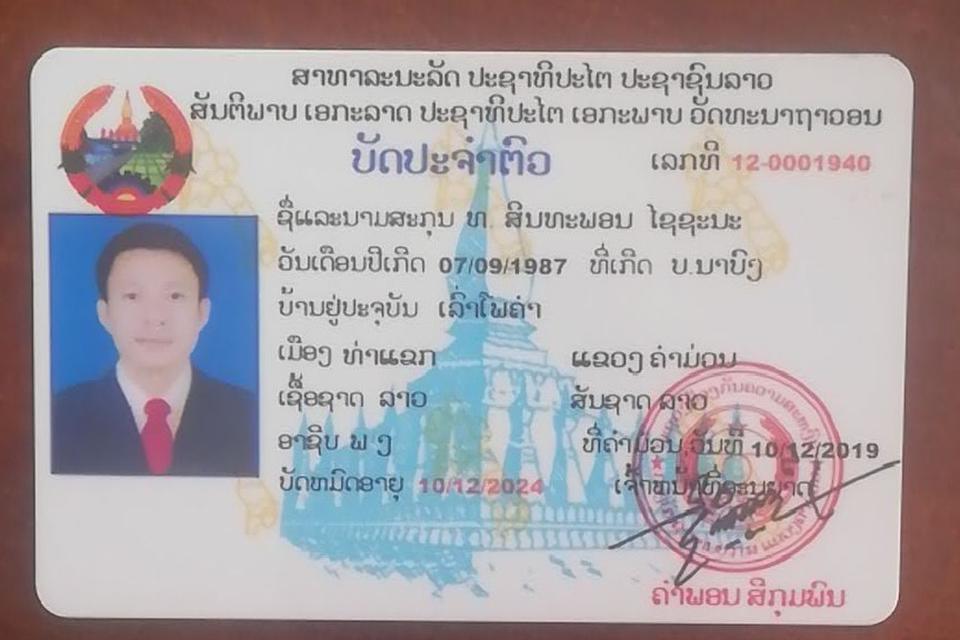 ສາທາລະນະລັດ ປະຊາທິປະໄຕ ປະຊາຊົນລາວ
ສັນຕິພາບ ເອກະລາດ ປະຊາທິປະໄຕ ເອກະພາບ ວັດທະນາຖາວອນ
ບັດປະຈຳຕົວ ເລກທີ 12-0001940
ຊື່ແລະນາມສະກຸນ ທ. ສິນທະພອນ ໄຊຊະນະ
ວັນເດືອນປີເກີດ 07/09/1987 ທີ່ເກີດ ບ.ນາບົງ
ບ້ານຢູ່ປະຈຸບັນ ເລົ່າໂພຄຳ
ເມືອງ ທ່າແຂກ ແຂວງ ຄຳມ່ວນ
ເຊື້ອຊາດ ລາວ ສັນຊາດ ລາວ
ອາຊີບ ພ ງ ທີ່ຄຳມ່ວນ,ວັນທີ 10/12/2019
ບັດຫມົດອາຍຸ 10/12/2024 ເຈົ້າຫນ້າທີ່ອະນຸຍາດ
ຄຳພອນ ສີກຸມພົນ